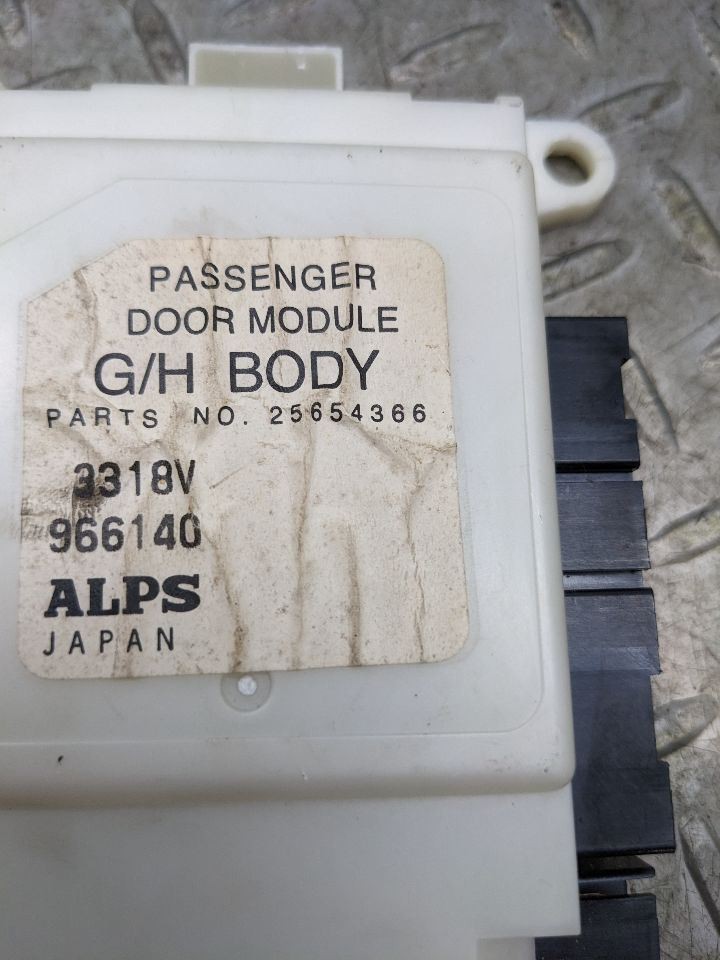 PASSENGER
DOOR MODULE
G/H BODY
PARTS NO. 25654366
3318V
966140
ALPS
JAPAN